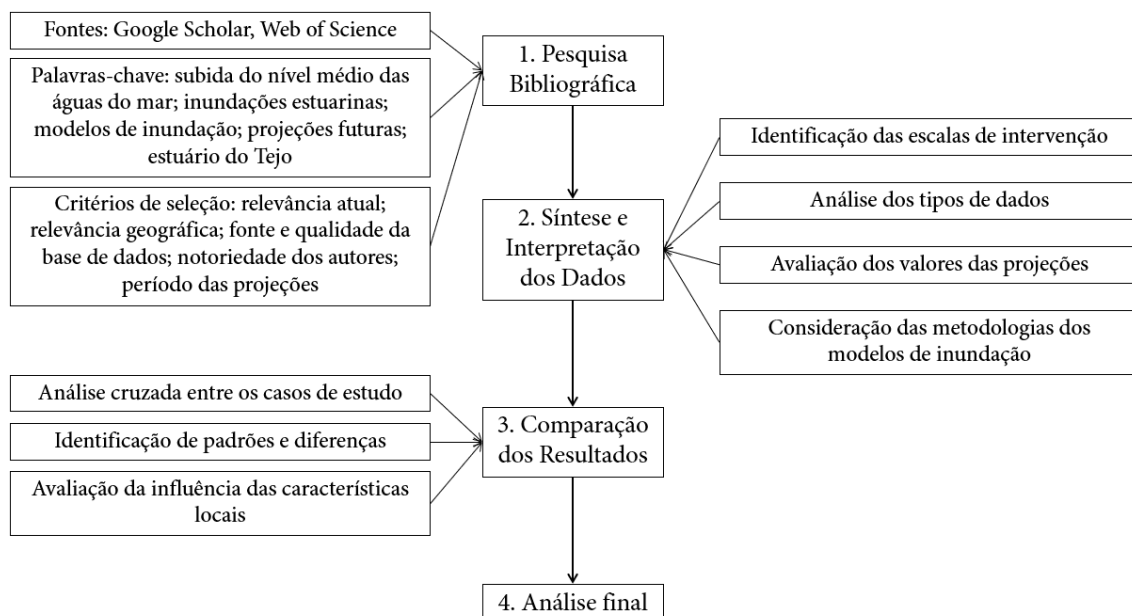 Fontes: Google Scholar, Web of Science
Palavras-chave: subida do nível médio das
águas do mar; inundações estuarinas;
modelos de inundação; projeções futuras;
estuário do Tejo
Critérios de seleção: relevância atual;
relevância geográfica; fonte e qualidade da
base de dados; notoriedade dos autores;
período das projeções
1. Pesquisa
Bibliográfica
Identificação das escalas de intervenção
Análise dos tipos de dados
Avaliação dos valores das projeções
Consideração das metodologias dos
modelos de inundação
2. Síntese e
Interpretação
dos Dados
Análise cruzada entre os casos de estudo
Identificação de padrões e diferenças
Avaliação da influência das características
locais
3. Comparação
dos Resultados
4. Análise final